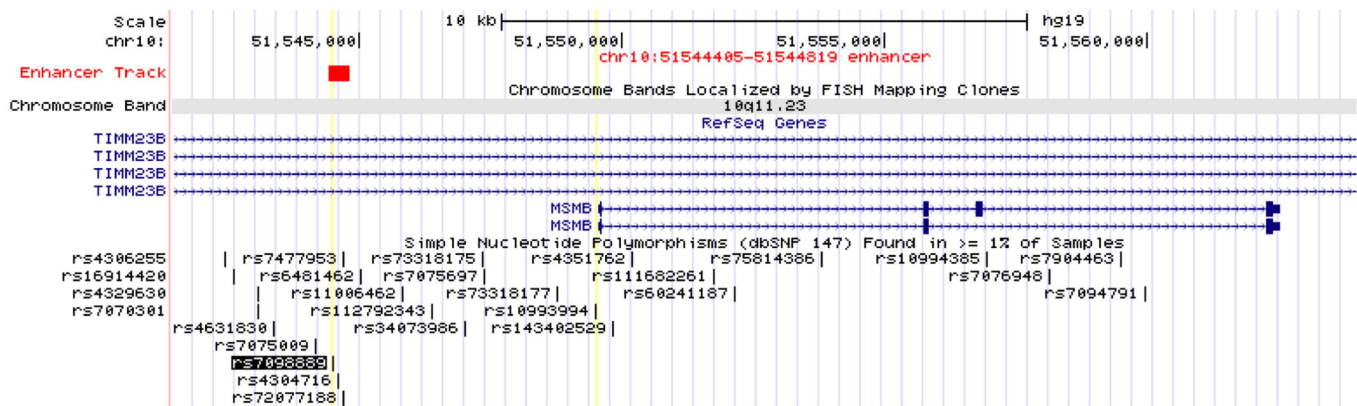 Scale 10 kb hg19
chr10: 51,545,000 51,550,000 51,555,000 51,560,000
chr10:51544405-51544819 enhancer
Enhancer Track
Chromosome Bands Localized by FISH Mapping Clones
Chromosome Band 10q11.23
RefSeq Genes
TIMM23B
TIMM23B
TIMM23B
TIMM23B
MSMB
MSMB
Simple Nucleotide Polymorphisms (dbSNP 147) Found in >= 1% of Samples
rs4306255 rs7477953 rs73318175 rs4351762 rs75814386 rs10994385 rs7904463
rs16914420 rs6481462 rs7075697 rs111682261 rs7076948
rs4329630 rs11006462 rs73318177 rs60241187 rs7094791
rs7070301 rs112792343 rs10993994
rs4631830 rs34073986 rs143402529
rs7075009
rs7098889
rs4304716
rs72077188